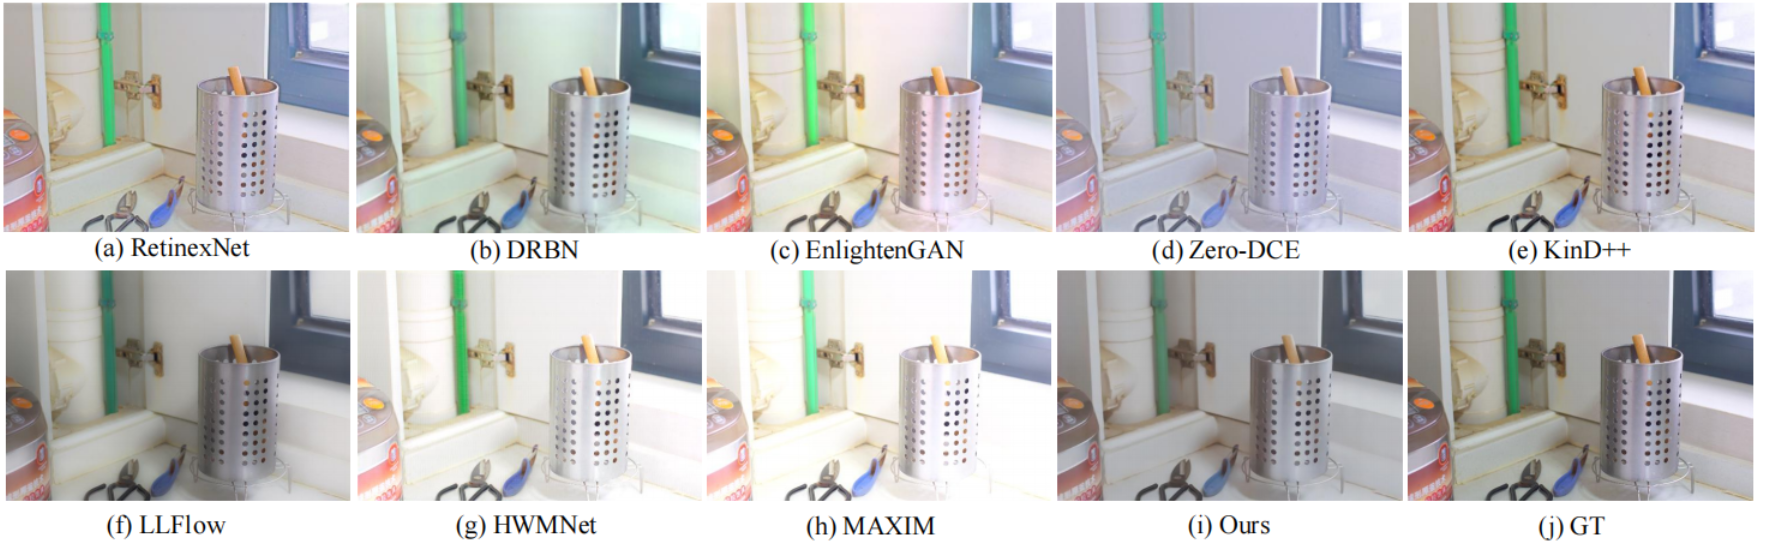 (a) RetinexNet
(b) DRBN
(c) EnlightenGAN
(d) Zero-DCE
(e) KinD++
(f) LLFlow
(g) HWMNet
(h) MAXIM
(i) Ours
(j) GT